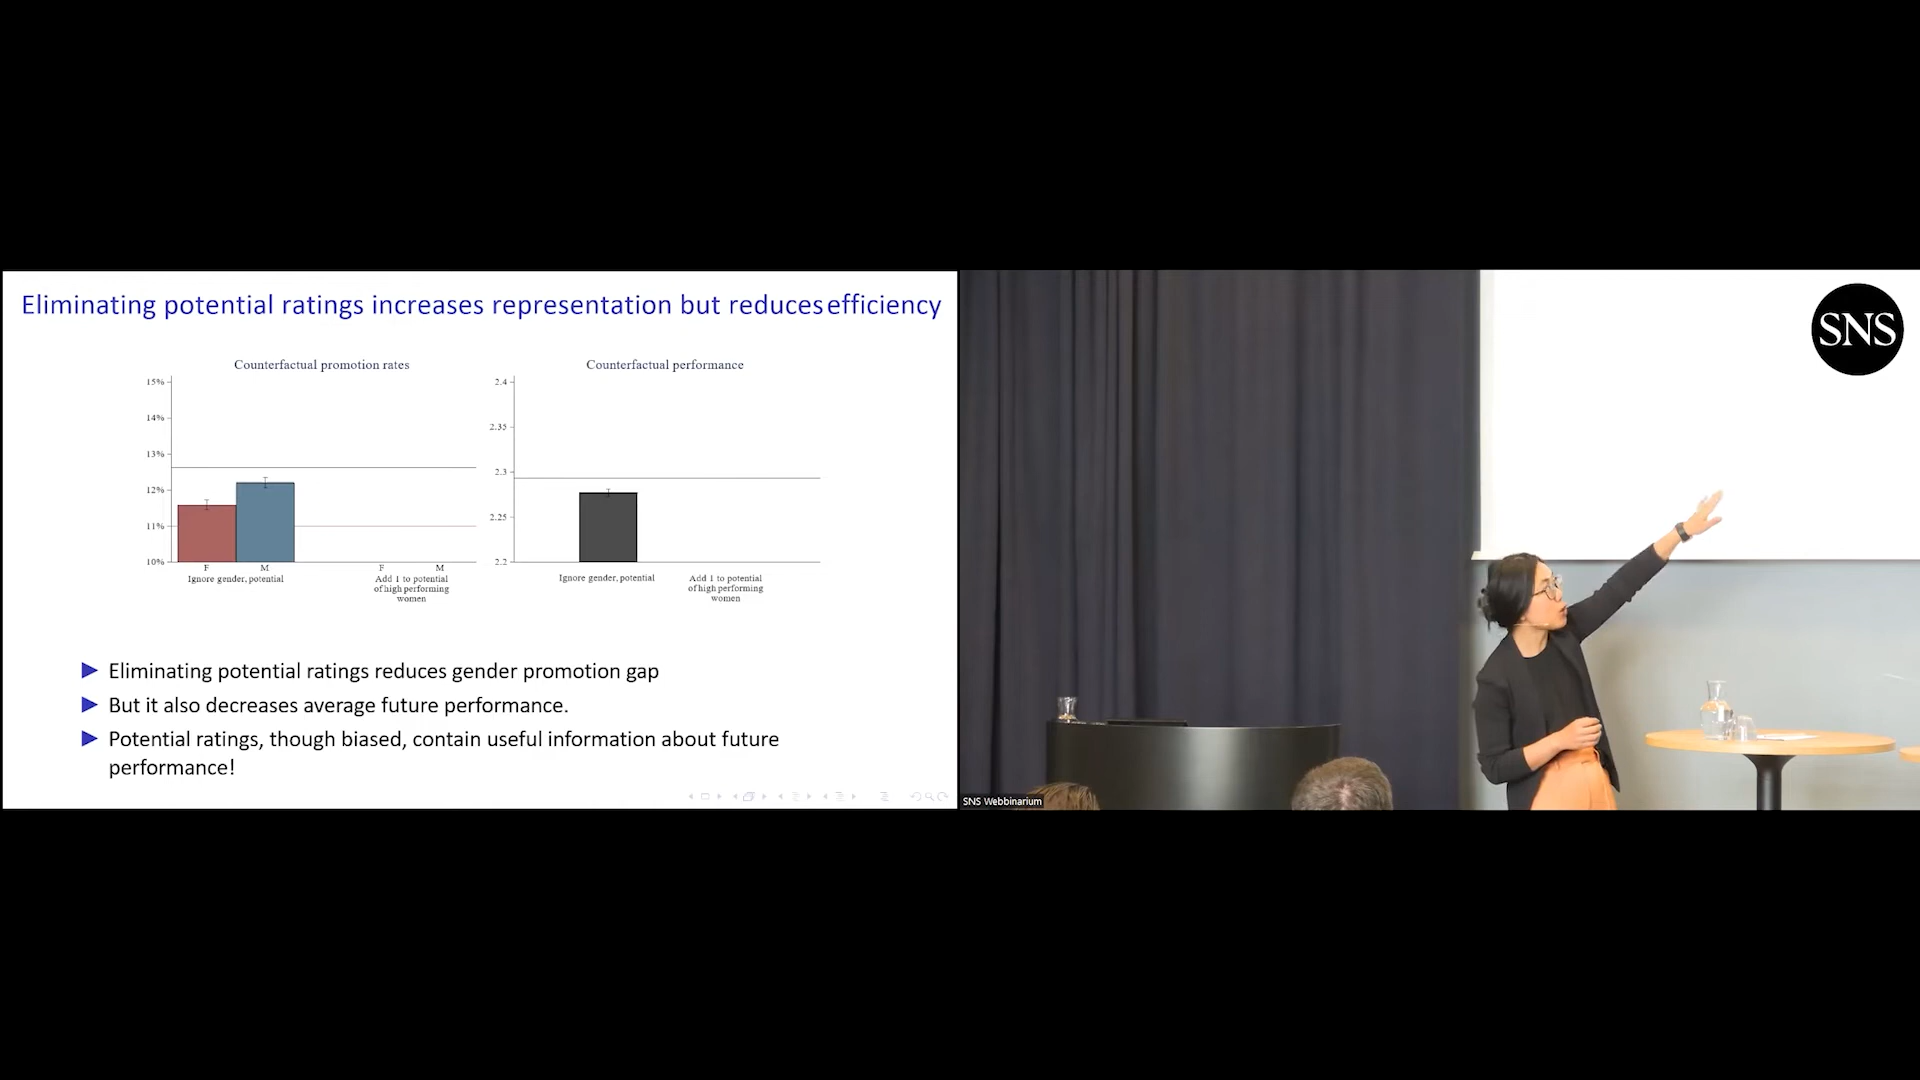 Eliminating potential ratings increases representation but reduces efficiency
Counterfactual promotion rates
15%
14%
13%
12%
11%
10%
F
M
F
M
Ignore gender, potential
Add 1 to potential
of high performing
women
Counterfactual performance
2.4
2.35
2.3
2.25
2.2
Ignore gender, potential
Add 1 to potential
of high performing
women
Eliminating potential ratings reduces gender promotion gap
But it also decreases average future performance.
Potential ratings, though biased, contain useful information about future
performance!
SNS
SNS Webbinarium